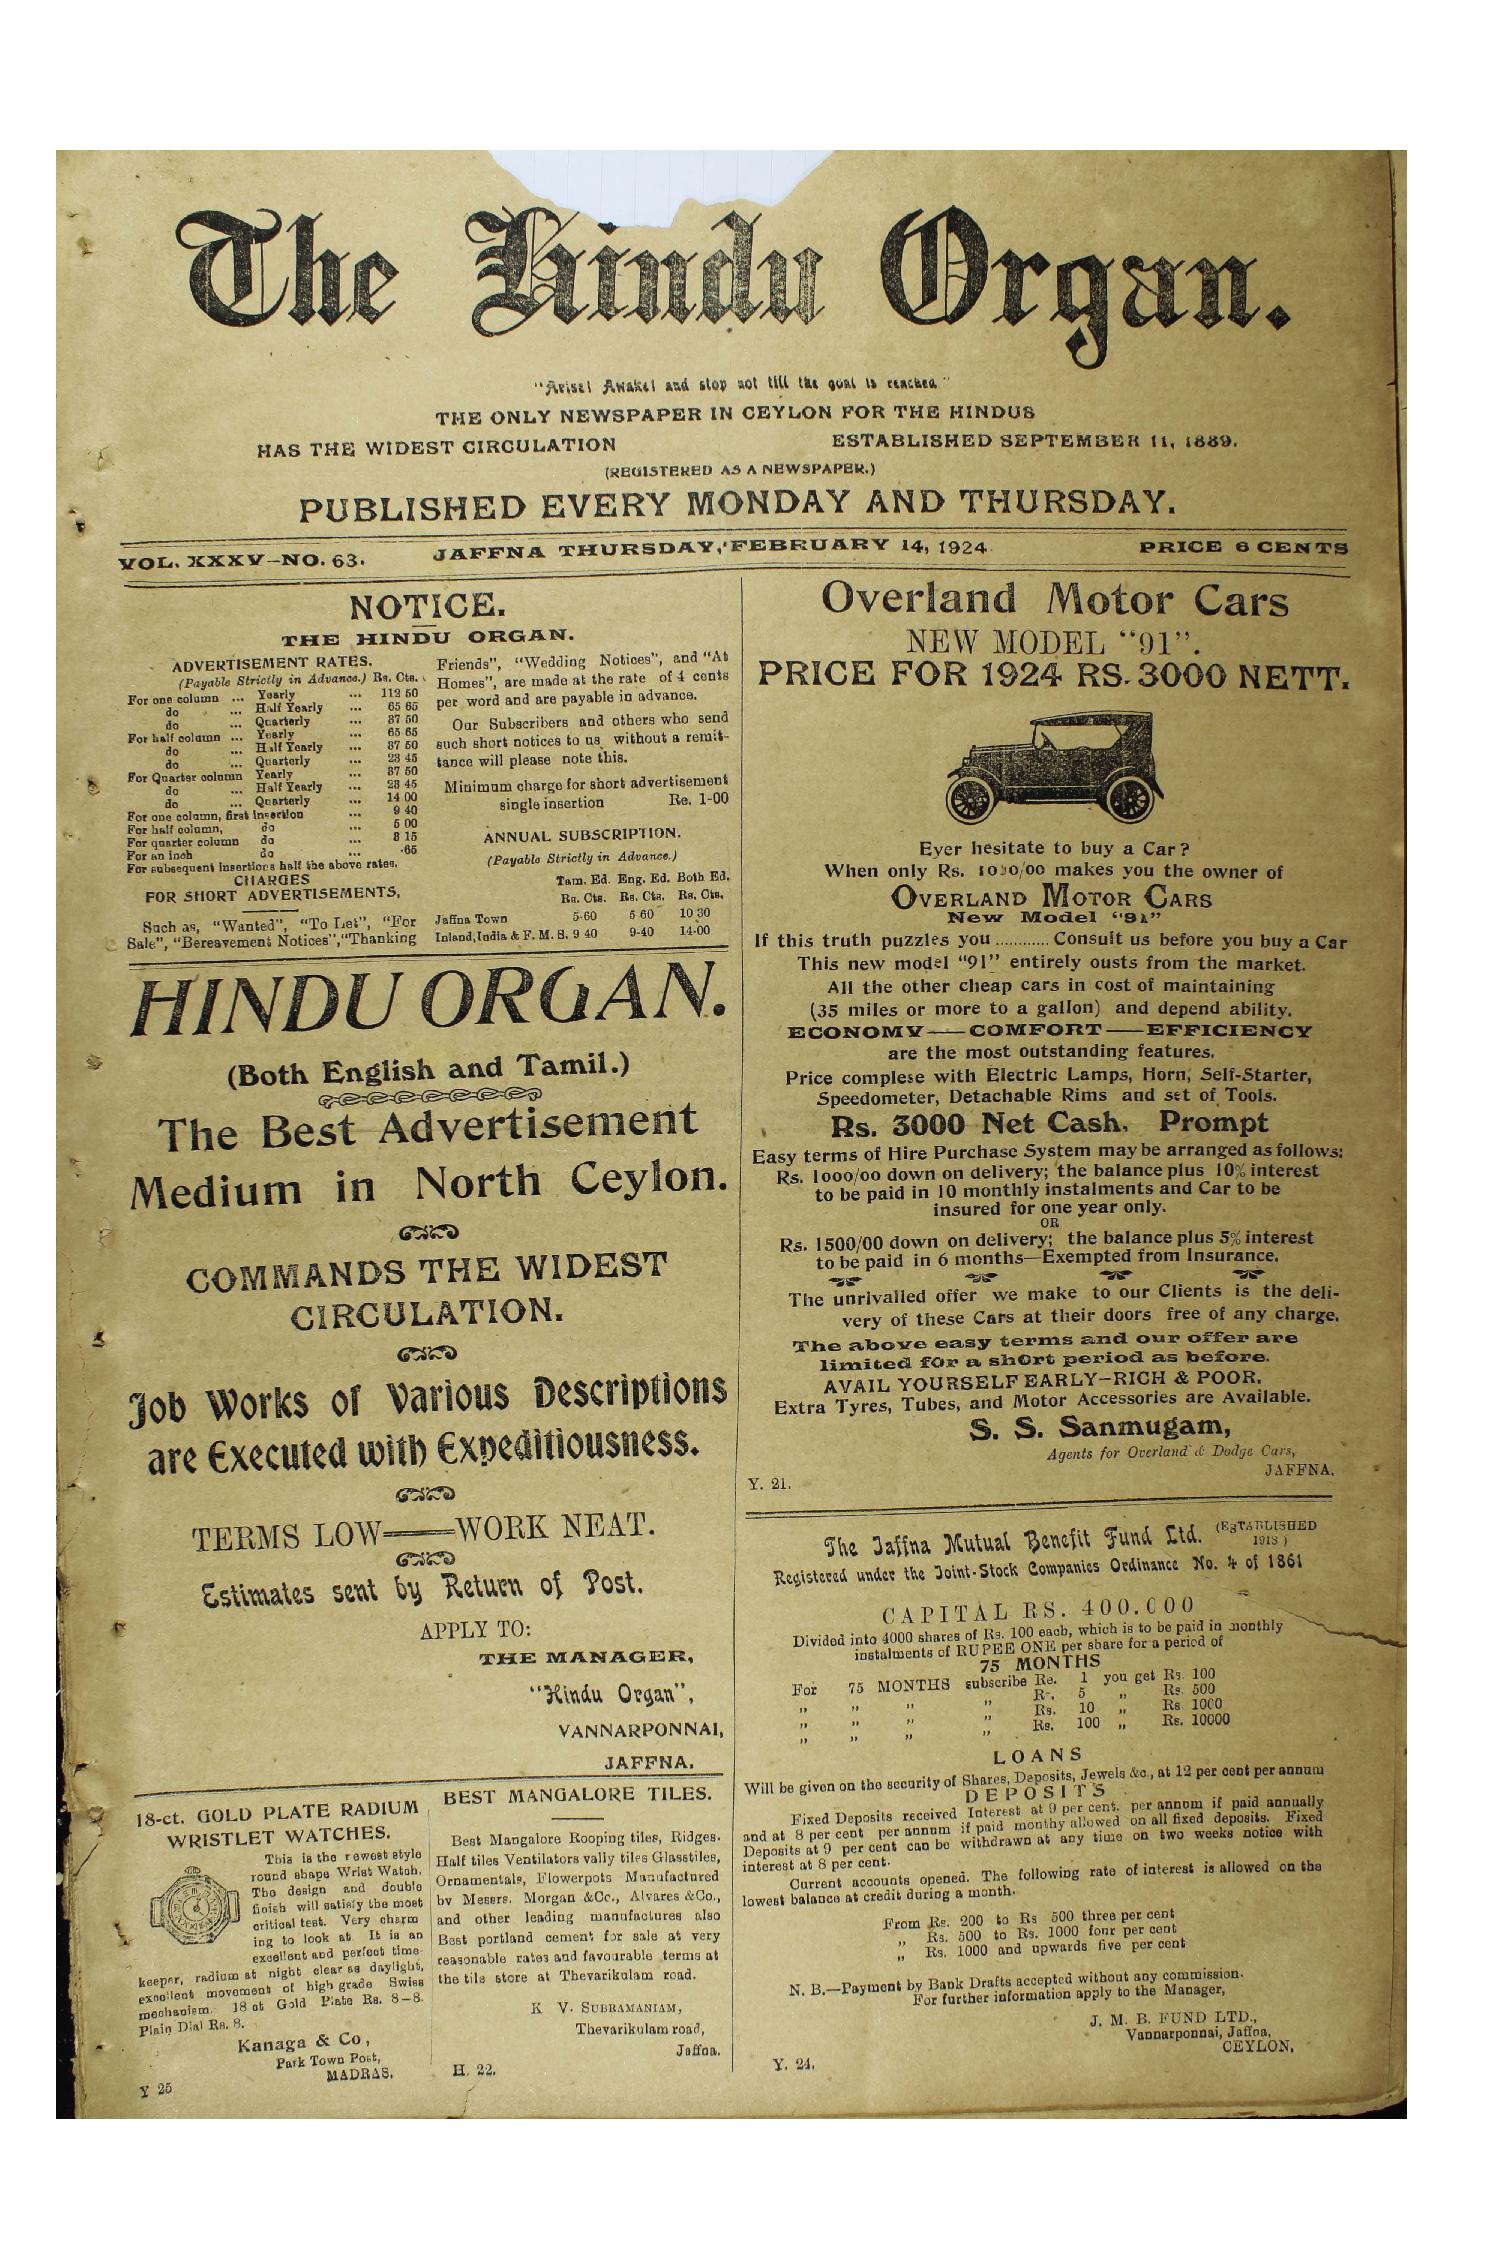 The Hindu Organ.
"Arise! Awake! and stop not till the goal is reached."
THE ONLY NEWSPAPER IN CEYLON FOR THE HINDUS
HAS THE WIDEST CIRCULATION ESTABLISHED SEPTEMBER 11, 1889.
(REGISTERED AS A NEWSPAPER.)
PUBLISHED EVERY MONDAY AND THURSDAY.
VOL. XXXV—NO. 63. JAFFNA THURSDAY, FEBRUARY 14, 1924. PRICE 6 CENTS
NOTICE.
THE HINDU ORGAN.
ADVERTISEMENT RATES.
(Payable Strictly in Advance.) Rs. Cts.
For one column ... Yearly ... 112 50
do ... Half Yearly ... 65 65
do ... Quarterly ... 37 50
For half column ... Yearly ... 65 65
do ... Half Yearly ... 37 50
do ... Quarterly ... 23 45
For Quarter column Yearly ... 37 50
do ... Half Yearly ... 23 45
do ... Quarterly ... 14 00
For one column, first Insertion ... 9 40
For half column, do ... 5 00
For quarter column do ... 3 15
For an inch do ... ·65
For subsequent insertions half the above rates.
CHARGES
FOR SHORT ADVERTISEMENTS,
Such as, "Wanted", "To Let", "For
Sale", "Bereavement Notices", "Thanking
Friends", "Wedding Notices", and "At
Homes", are made at the rate of 4 cents
per word and are payable in advance.
Our Subscribers and others who send
such short notices to us without a remit-
tance will please note this.
Minimum charge for short advertisement
single insertion Re. 1-00
ANNUAL SUBSCRIPTION.
(Payable Strictly in Advance.)
Tam. Ed. Eng. Ed. Both Ed.
Rs. Cts. Rs. Cts. Rs. Cts.
Jaffna Town 5-60 5 60 10 30
Inland, India & F. M. S. 9 40 9-40 14-00
HINDU ORGAN.
(Both English and Tamil.)
The Best Advertisement
Medium in North Ceylon.
COMMANDS THE WIDEST
CIRCULATION.
Job Works of Various Descriptions
are Executed with Expeditiousness.
TERMS LOW——WORK NEAT.
Estimates sent by Return of Post.
APPLY TO:
THE MANAGER,
"Hindu Organ",
VANNARPONNAI,
JAFFNA.
18-ct. GOLD PLATE RADIUM
WRISTLET WATCHES.
This is the newest style
round shape Wrist Watch.
The design and double
finish will satisfy the most
critical test. Very charm
ing to look at. It is an
excellent and perfect time-
keeper, radium at night clear as daylight,
excellent movement of high grade Swiss
mechanism. 18 ct Gold Plate Rs. 8—8.
Plain Dial Rs. 8.
Kanaga & Co,
Park Town Post,
MADRAS.
Y 25
BEST MANGALORE TILES.
Best Mangalore Rooping tiles, Ridges.
Half tiles Ventilators vally tiles Glasstiles,
Ornamentals, Flowerpots Manufactured
by Messrs. Morgan &Co., Alvares &Co.,
and other leading manufactures also
Best portland cement for sale at very
reasonable rates and favourable terms at
the tile store at Thevarikulam road.
K V. SUBRAMANIAM,
Thevarikulam road,
Jaffna.
H. 22.
Overland Motor Cars
NEW MODEL "91".
PRICE FOR 1924 RS. 3000 NETT.
Ever hesitate to buy a Car?
When only Rs. 1000/00 makes you the owner of
OVERLAND MOTOR CARS
New Model "91"
If this truth puzzles you ............ Consult us before you buy a Car
This new model "91" entirely ousts from the market.
All the other cheap cars in cost of maintaining
(35 miles or more to a gallon) and depend ability.
ECONOMY——COMFORT——EFFICIENCY
are the most outstanding features.
Price complese with Electric Lamps, Horn, Self-Starter,
Speedometer, Detachable Rims and set of Tools.
Rs. 3000 Net Cash, Prompt
Easy terms of Hire Purchase System may be arranged as follows:
Rs. 1000/00 down on delivery; the balance plus 10% interest
to be paid in 10 monthly instalments and Car to be
insured for one year only.
OR
Rs. 1500/00 down on delivery; the balance plus 5% interest
to be paid in 6 months—Exempted from Insurance.
The unrivalled offer we make to our Clients is the deli-
very of these Cars at their doors free of any charge.
The above easy terms and our offer are
limited for a short period as before.
AVAIL YOURSELF EARLY—RICH & POOR.
Extra Tyres, Tubes, and Motor Accessories are Available.
S. S. Sanmugam,
Agents for Overland & Dodge Cars,
JAFFNA.
Y. 21.
The Jaffna Mutual Benefit Fund Ltd. (ESTABLISHED
1918)
Registered under the Joint-Stock Companies Ordinance No. 4 of 1861
CAPITAL RS. 400.000
Divided into 4000 shares of Rs. 100 each, which is to be paid in monthly
instalments of RUPEE ONE per share for a period of
75 MONTHS
For 75 MONTHS subscribe Re. 1 you get Rs. 100
" " " " Rs. 5 " Rs. 500
" " " " Rs. 10 " Rs. 1000
" " " " Rs. 100 " Rs. 10000
LOANS
Will be given on the security of Shares, Deposits, Jewels &c., at 12 per cent per annum
DEPOSITS
Fixed Deposits received Interest at 9 per cent. per annum if paid annually
and at 8 per cent per annum if paid monthy allowed on all fixed deposits. Fixed
Deposits at 9 per cent can be withdrawn at any time on two weeks notice with
interest at 8 per cent.
Current accounts opened. The following rate of interest is allowed on the
lowest balance at credit during a month.
From Rs. 200 to Rs 500 three per cent
" Rs. 500 to Rs. 1000 four per cent
" Rs. 1000 and upwards five per cent
N. B.—Payment by Bank Drafts accepted without any commission.
For further information apply to the Manager,
J. M. B. FUND LTD.,
Vannarponnai, Jaffna,
CEYLON.
Y. 24.